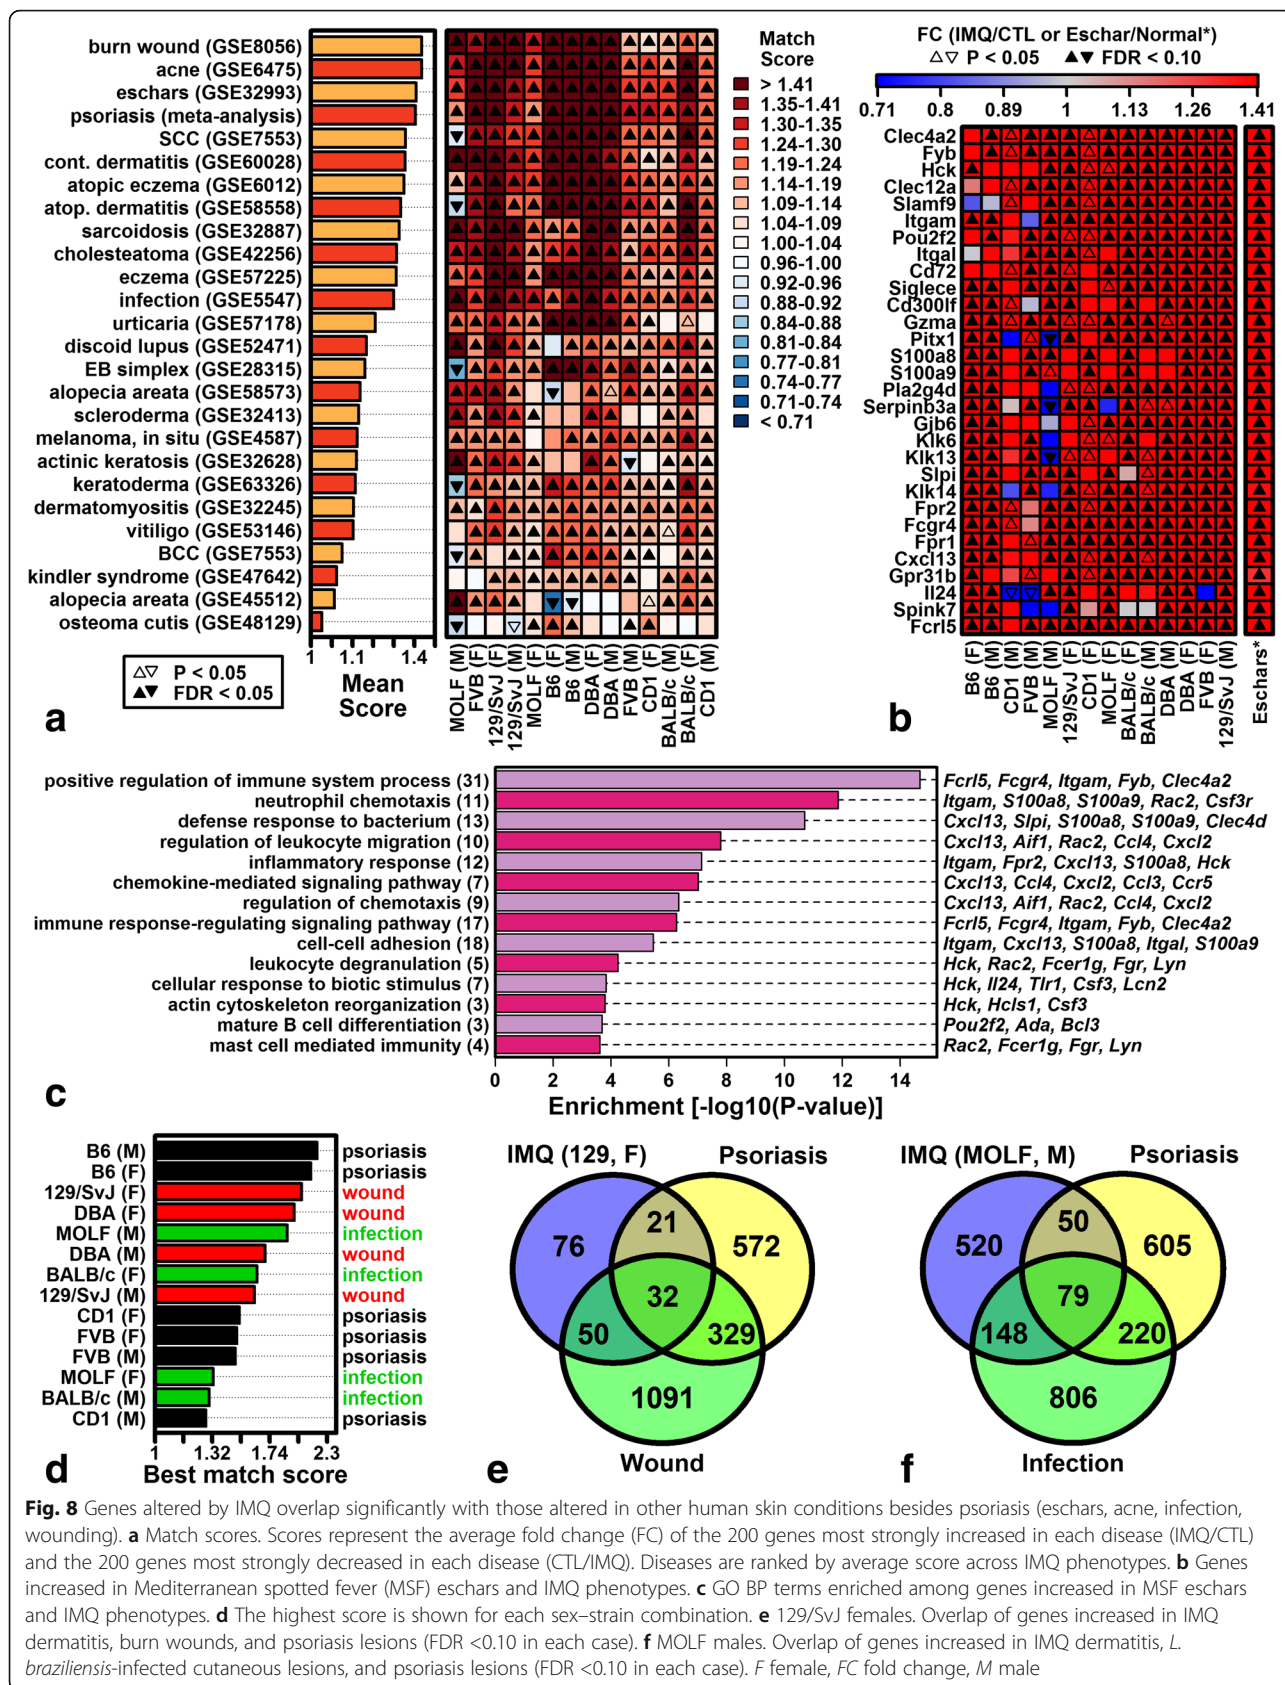 burn wound (GSE8056)
acne (GSE6475)
eschars (GSE32993)
psoriasis (meta-analysis)
SCC (GSE7553)
cont. dermatitis (GSE60028)
atopic eczema (GSE6012)
atop. dermatitis (GSE58558)
sarcoidosis (GSE32887)
cholesteatoma (GSE42256)
eczema (GSE57225)
infection (GSE5547)
urticaria (GSE57178)
discoid lupus (GSE52471)
EB simplex (GSE28315)
alopecia areata (GSE58573)
scleroderma (GSE32413)
melanoma, in situ (GSE4587)
actinic keratosis (GSE32628)
keratoderma (GSE63326)
dermatomyositis (GSE32245)
vitiligo (GSE53146)
BCC (GSE7553)
kindler syndrome (GSE47642)
alopecia areata (GSE45512)
osteoma cutis (GSE48129)
1 1.1 1.4
Mean
Score
△▽ P < 0.05
▲▼ FDR < 0.05
a
MOLF (M)
FVB (F)
129/SvJ (F)
129/SvJ (M)
MOLF (F)
B6 (F)
B6 (M)
DBA (F)
DBA (M)
FVB (M)
CD1 (F)
BALB/c (M)
BALB/c (F)
CD1 (M)
Match
Score
> 1.41
1.35-1.41
1.30-1.35
1.24-1.30
1.19-1.24
1.14-1.19
1.09-1.14
1.04-1.09
1.00-1.04
0.96-1.00
0.92-0.96
0.88-0.92
0.84-0.88
0.81-0.84
0.77-0.81
0.74-0.77
0.71-0.74
< 0.71
FC (IMQ/CTL or Eschar/Normal*)
△▽ P < 0.05 ▲▼ FDR < 0.10
0.71 0.8 0.89 1 1.13 1.26 1.41
Clec4a2
Fyb
Hck
Clec12a
Slamf9
Itgam
Pou2f2
Itgal
Cd72
Siglece
Cd300lf
Gzma
Pitx1
S100a8
S100a9
Pla2g4d
Serpinb3a
Gjb6
Klk6
Klk13
Slpi
Klk14
Fpr2
Fcgr4
Fpr1
Cxcl13
Gpr31b
Il24
Spink7
Fcrl5
b
B6 (F)
B6 (M)
CD1 (M)
FVB (M)
MOLF (M)
129/SvJ (F)
CD1 (F)
MOLF (F)
BALB/c (F)
BALB/c (M)
DBA (M)
DBA (F)
FVB (F)
129/SvJ (M)
Eschars*
positive regulation of immune system process (31) Fcrl5, Fcgr4, Itgam, Fyb, Clec4a2
neutrophil chemotaxis (11) Itgam, S100a8, S100a9, Rac2, Csf3r
defense response to bacterium (13) Cxcl13, Slpi, S100a8, S100a9, Clec4d
regulation of leukocyte migration (10) Cxcl13, Aif1, Rac2, Ccl4, Cxcl2
inflammatory response (12) Itgam, Fpr2, Cxcl13, S100a8, Hck
chemokine-mediated signaling pathway (7) Cxcl13, Ccl4, Cxcl2, Ccl3, Ccr5
regulation of chemotaxis (9) Cxcl13, Aif1, Rac2, Ccl4, Cxcl2
immune response-regulating signaling pathway (17) Fcrl5, Fcgr4, Itgam, Fyb, Clec4a2
cell-cell adhesion (18) Itgam, Cxcl13, S100a8, Itgal, S100a9
leukocyte degranulation (5) Hck, Rac2, Fcer1g, Fgr, Lyn
cellular response to biotic stimulus (7) Hck, Il24, Tlr1, Csf3, Lcn2
actin cytoskeleton reorganization (3) Hck, Hcls1, Csf3
mature B cell differentiation (3) Pou2f2, Ada, Bcl3
mast cell mediated immunity (4) Rac2, Fcer1g, Fgr, Lyn
0 2 4 6 8 10 12 14
c
Enrichment [-log10(P-value)]
B6 (M) psoriasis
B6 (F) psoriasis
129/SvJ (F) wound
DBA (F) wound
MOLF (M) infection
DBA (M) wound
BALB/c (F) infection
129/SvJ (M) wound
CD1 (F) psoriasis
FVB (F) psoriasis
FVB (M) psoriasis
MOLF (F) infection
BALB/c (M) infection
CD1 (M) psoriasis
1 1.32 1.74 2.3
d
Best match score
IMQ (129, F) Psoriasis
21
76 572
32
50 329
1091
e
Wound
IMQ (MOLF, M) Psoriasis
50
520 605
79
148 220
806
f
Infection
Fig. 8 Genes altered by IMQ overlap significantly with those altered in other human skin conditions besides psoriasis (eschars, acne, infection,
wounding). a Match scores. Scores represent the average fold change (FC) of the 200 genes most strongly increased in each disease (IMQ/CTL)
and the 200 genes most strongly decreased in each disease (CTL/IMQ). Diseases are ranked by average score across IMQ phenotypes. b Genes
increased in Mediterranean spotted fever (MSF) eschars and IMQ phenotypes. c GO BP terms enriched among genes increased in MSF eschars
and IMQ phenotypes. d The highest score is shown for each sex–strain combination. e 129/SvJ females. Overlap of genes increased in IMQ
dermatitis, burn wounds, and psoriasis lesions (FDR <0.10 in each case). f MOLF males. Overlap of genes increased in IMQ dermatitis, L.
braziliensis-infected cutaneous lesions, and psoriasis lesions (FDR <0.10 in each case). F female, FC fold change, M male